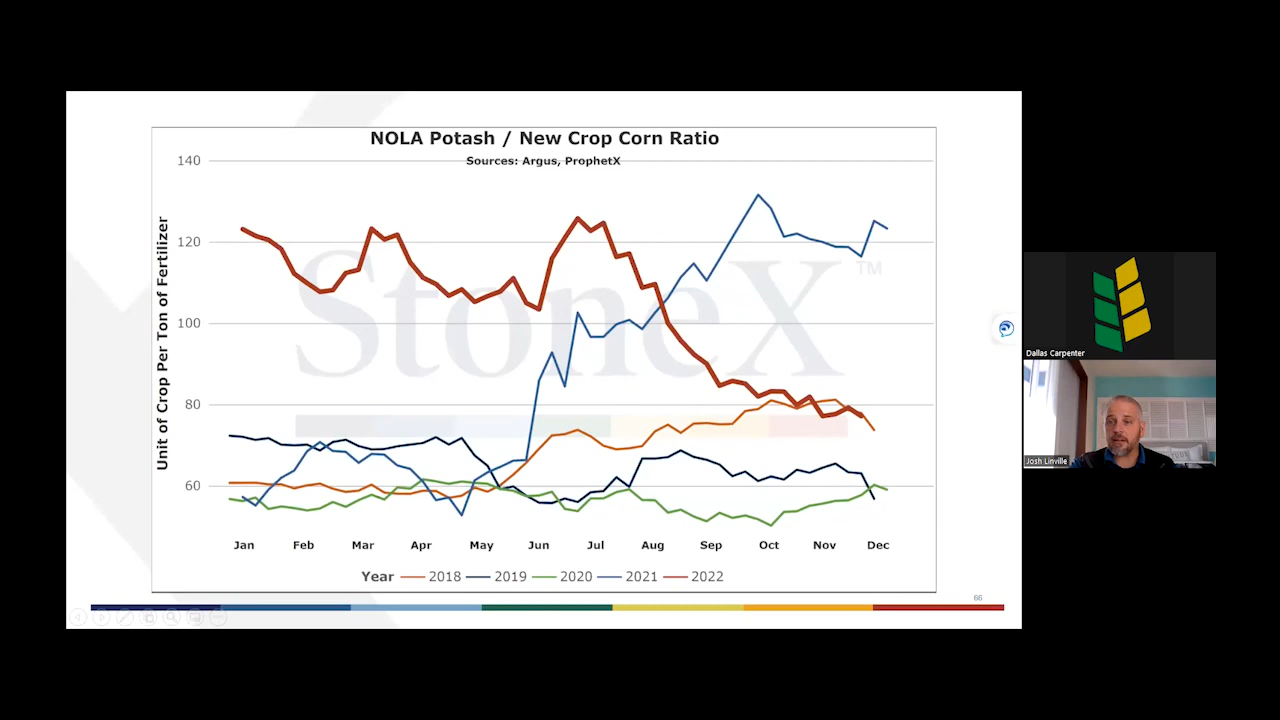 NOLA Potash / New Crop Corn Ratio
Sources: Argus, ProphetX
Unit of Crop Per Ton of Fertilizer
140
120
100
80
60
StoneX™
Jan Feb Mar Apr May Jun Jul Aug Sep Oct Nov Dec
Year 2018 2019 2020 2021 2022
66
Dallas Carpenter
Josh Linville